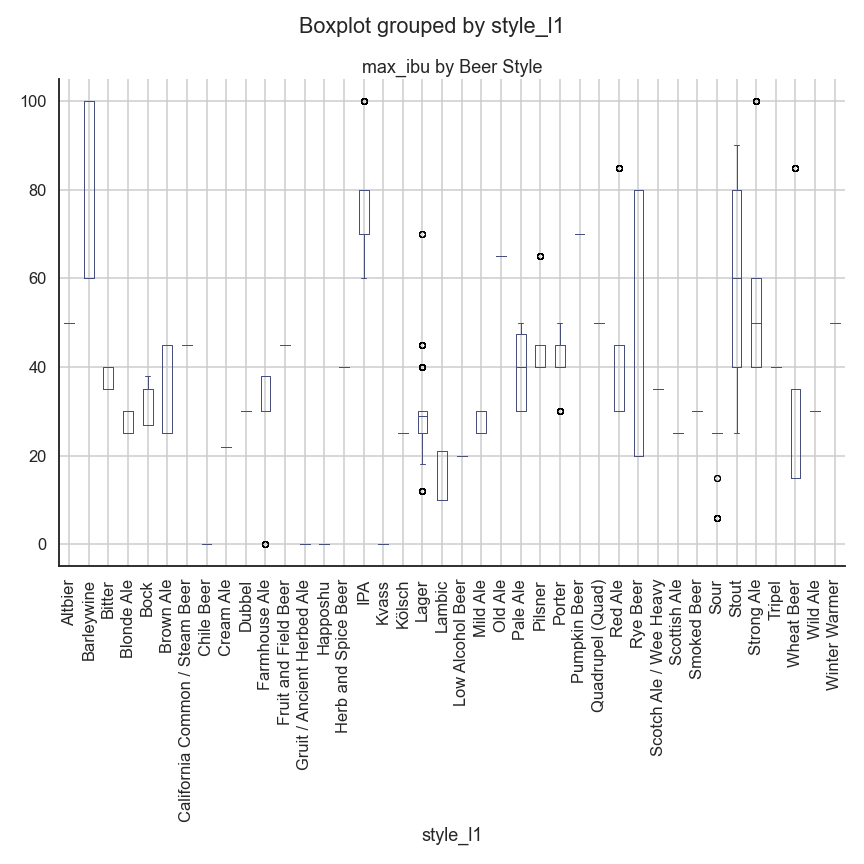 Boxplot grouped by style_l1
max_ibu by Beer Style
100
80
60
40
20
0
Altbier
Barleywine
Bitter
Blonde Ale
Bock
Brown Ale
California Common / Steam Beer
Chile Beer
Cream Ale
Dubbel
Farmhouse Ale
Fruit and Field Beer
Gruit / Ancient Herbed Ale
Happoshu
Herb and Spice Beer
IPA
Kvass
Kölsch
Lager
Lambic
Low Alcohol Beer
Mild Ale
Old Ale
Pale Ale
Pilsner
Porter
Pumpkin Beer
Quadrupel (Quad)
Red Ale
Rye Beer
Scotch Ale / Wee Heavy
Scottish Ale
Smoked Beer
Sour
Stout
Strong Ale
Tripel
Wheat Beer
Wild Ale
Winter Warmer
style_l1